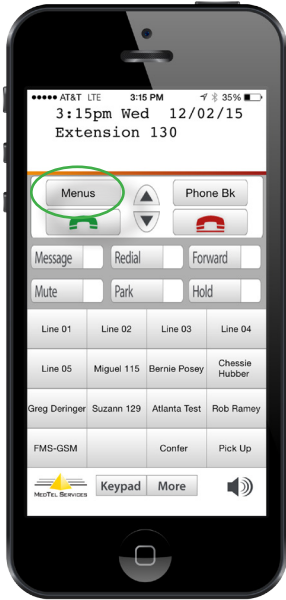 AT&T LTE 3:15 PM 35%
3:15pm Wed 12/02/15
Extension 130
Menus Phone Bk
Message Redial Forward
Mute Park Hold
Line 01 Line 02 Line 03 Line 04
Line 05 Miguel 115 Bernie Posey Chessie Hubber
Greg Deringer Suzann 129 Atlanta Test Rob Ramey
FMS-GSM Confer Pick Up
MedTel Services Keypad More